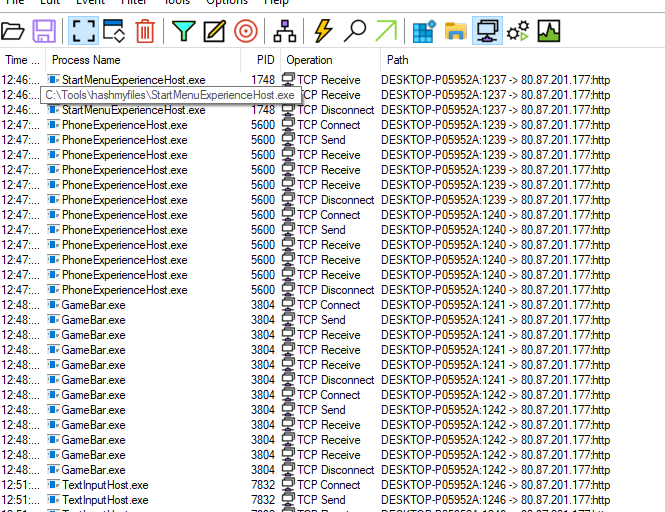 File Edit Event Filter Tools Options Help
Time ... Process Name PID Operation Path
12:46:... StartMenuExperienceHost.exe 1748 TCP Receive DESKTOP-P05952A:1237 -> 80.87.201.177:http
12:46:... C:\Tools\hashmyfiles\StartMenuExperienceHost.exe TCP Receive DESKTOP-P05952A:1237 -> 80.87.201.177:http
12:46:... StartMenuExperienceHost.exe 1748 TCP Disconnect DESKTOP-P05952A:1237 -> 80.87.201.177:http
12:47:... PhoneExperienceHost.exe 5600 TCP Connect DESKTOP-P05952A:1239 -> 80.87.201.177:http
12:47:... PhoneExperienceHost.exe 5600 TCP Send DESKTOP-P05952A:1239 -> 80.87.201.177:http
12:47:... PhoneExperienceHost.exe 5600 TCP Receive DESKTOP-P05952A:1239 -> 80.87.201.177:http
12:47:... PhoneExperienceHost.exe 5600 TCP Receive DESKTOP-P05952A:1239 -> 80.87.201.177:http
12:47:... PhoneExperienceHost.exe 5600 TCP Receive DESKTOP-P05952A:1239 -> 80.87.201.177:http
12:47:... PhoneExperienceHost.exe 5600 TCP Disconnect DESKTOP-P05952A:1239 -> 80.87.201.177:http
12:47:... PhoneExperienceHost.exe 5600 TCP Connect DESKTOP-P05952A:1240 -> 80.87.201.177:http
12:47:... PhoneExperienceHost.exe 5600 TCP Send DESKTOP-P05952A:1240 -> 80.87.201.177:http
12:47:... PhoneExperienceHost.exe 5600 TCP Receive DESKTOP-P05952A:1240 -> 80.87.201.177:http
12:47:... PhoneExperienceHost.exe 5600 TCP Receive DESKTOP-P05952A:1240 -> 80.87.201.177:http
12:47:... PhoneExperienceHost.exe 5600 TCP Receive DESKTOP-P05952A:1240 -> 80.87.201.177:http
12:47:... PhoneExperienceHost.exe 5600 TCP Disconnect DESKTOP-P05952A:1240 -> 80.87.201.177:http
12:48:... GameBar.exe 3804 TCP Connect DESKTOP-P05952A:1241 -> 80.87.201.177:http
12:48:... GameBar.exe 3804 TCP Send DESKTOP-P05952A:1241 -> 80.87.201.177:http
12:48:... GameBar.exe 3804 TCP Receive DESKTOP-P05952A:1241 -> 80.87.201.177:http
12:48:... GameBar.exe 3804 TCP Receive DESKTOP-P05952A:1241 -> 80.87.201.177:http
12:48:... GameBar.exe 3804 TCP Receive DESKTOP-P05952A:1241 -> 80.87.201.177:http
12:48:... GameBar.exe 3804 TCP Disconnect DESKTOP-P05952A:1241 -> 80.87.201.177:http
12:48:... GameBar.exe 3804 TCP Connect DESKTOP-P05952A:1242 -> 80.87.201.177:http
12:48:... GameBar.exe 3804 TCP Send DESKTOP-P05952A:1242 -> 80.87.201.177:http
12:48:... GameBar.exe 3804 TCP Receive DESKTOP-P05952A:1242 -> 80.87.201.177:http
12:48:... GameBar.exe 3804 TCP Receive DESKTOP-P05952A:1242 -> 80.87.201.177:http
12:48:... GameBar.exe 3804 TCP Receive DESKTOP-P05952A:1242 -> 80.87.201.177:http
12:48:... GameBar.exe 3804 TCP Disconnect DESKTOP-P05952A:1242 -> 80.87.201.177:http
12:51:... TextInputHost.exe 7832 TCP Connect DESKTOP-P05952A:1246 -> 80.87.201.177:http
12:51:... TextInputHost.exe 7832 TCP Send DESKTOP-P05952A:1246 -> 80.87.201.177:http